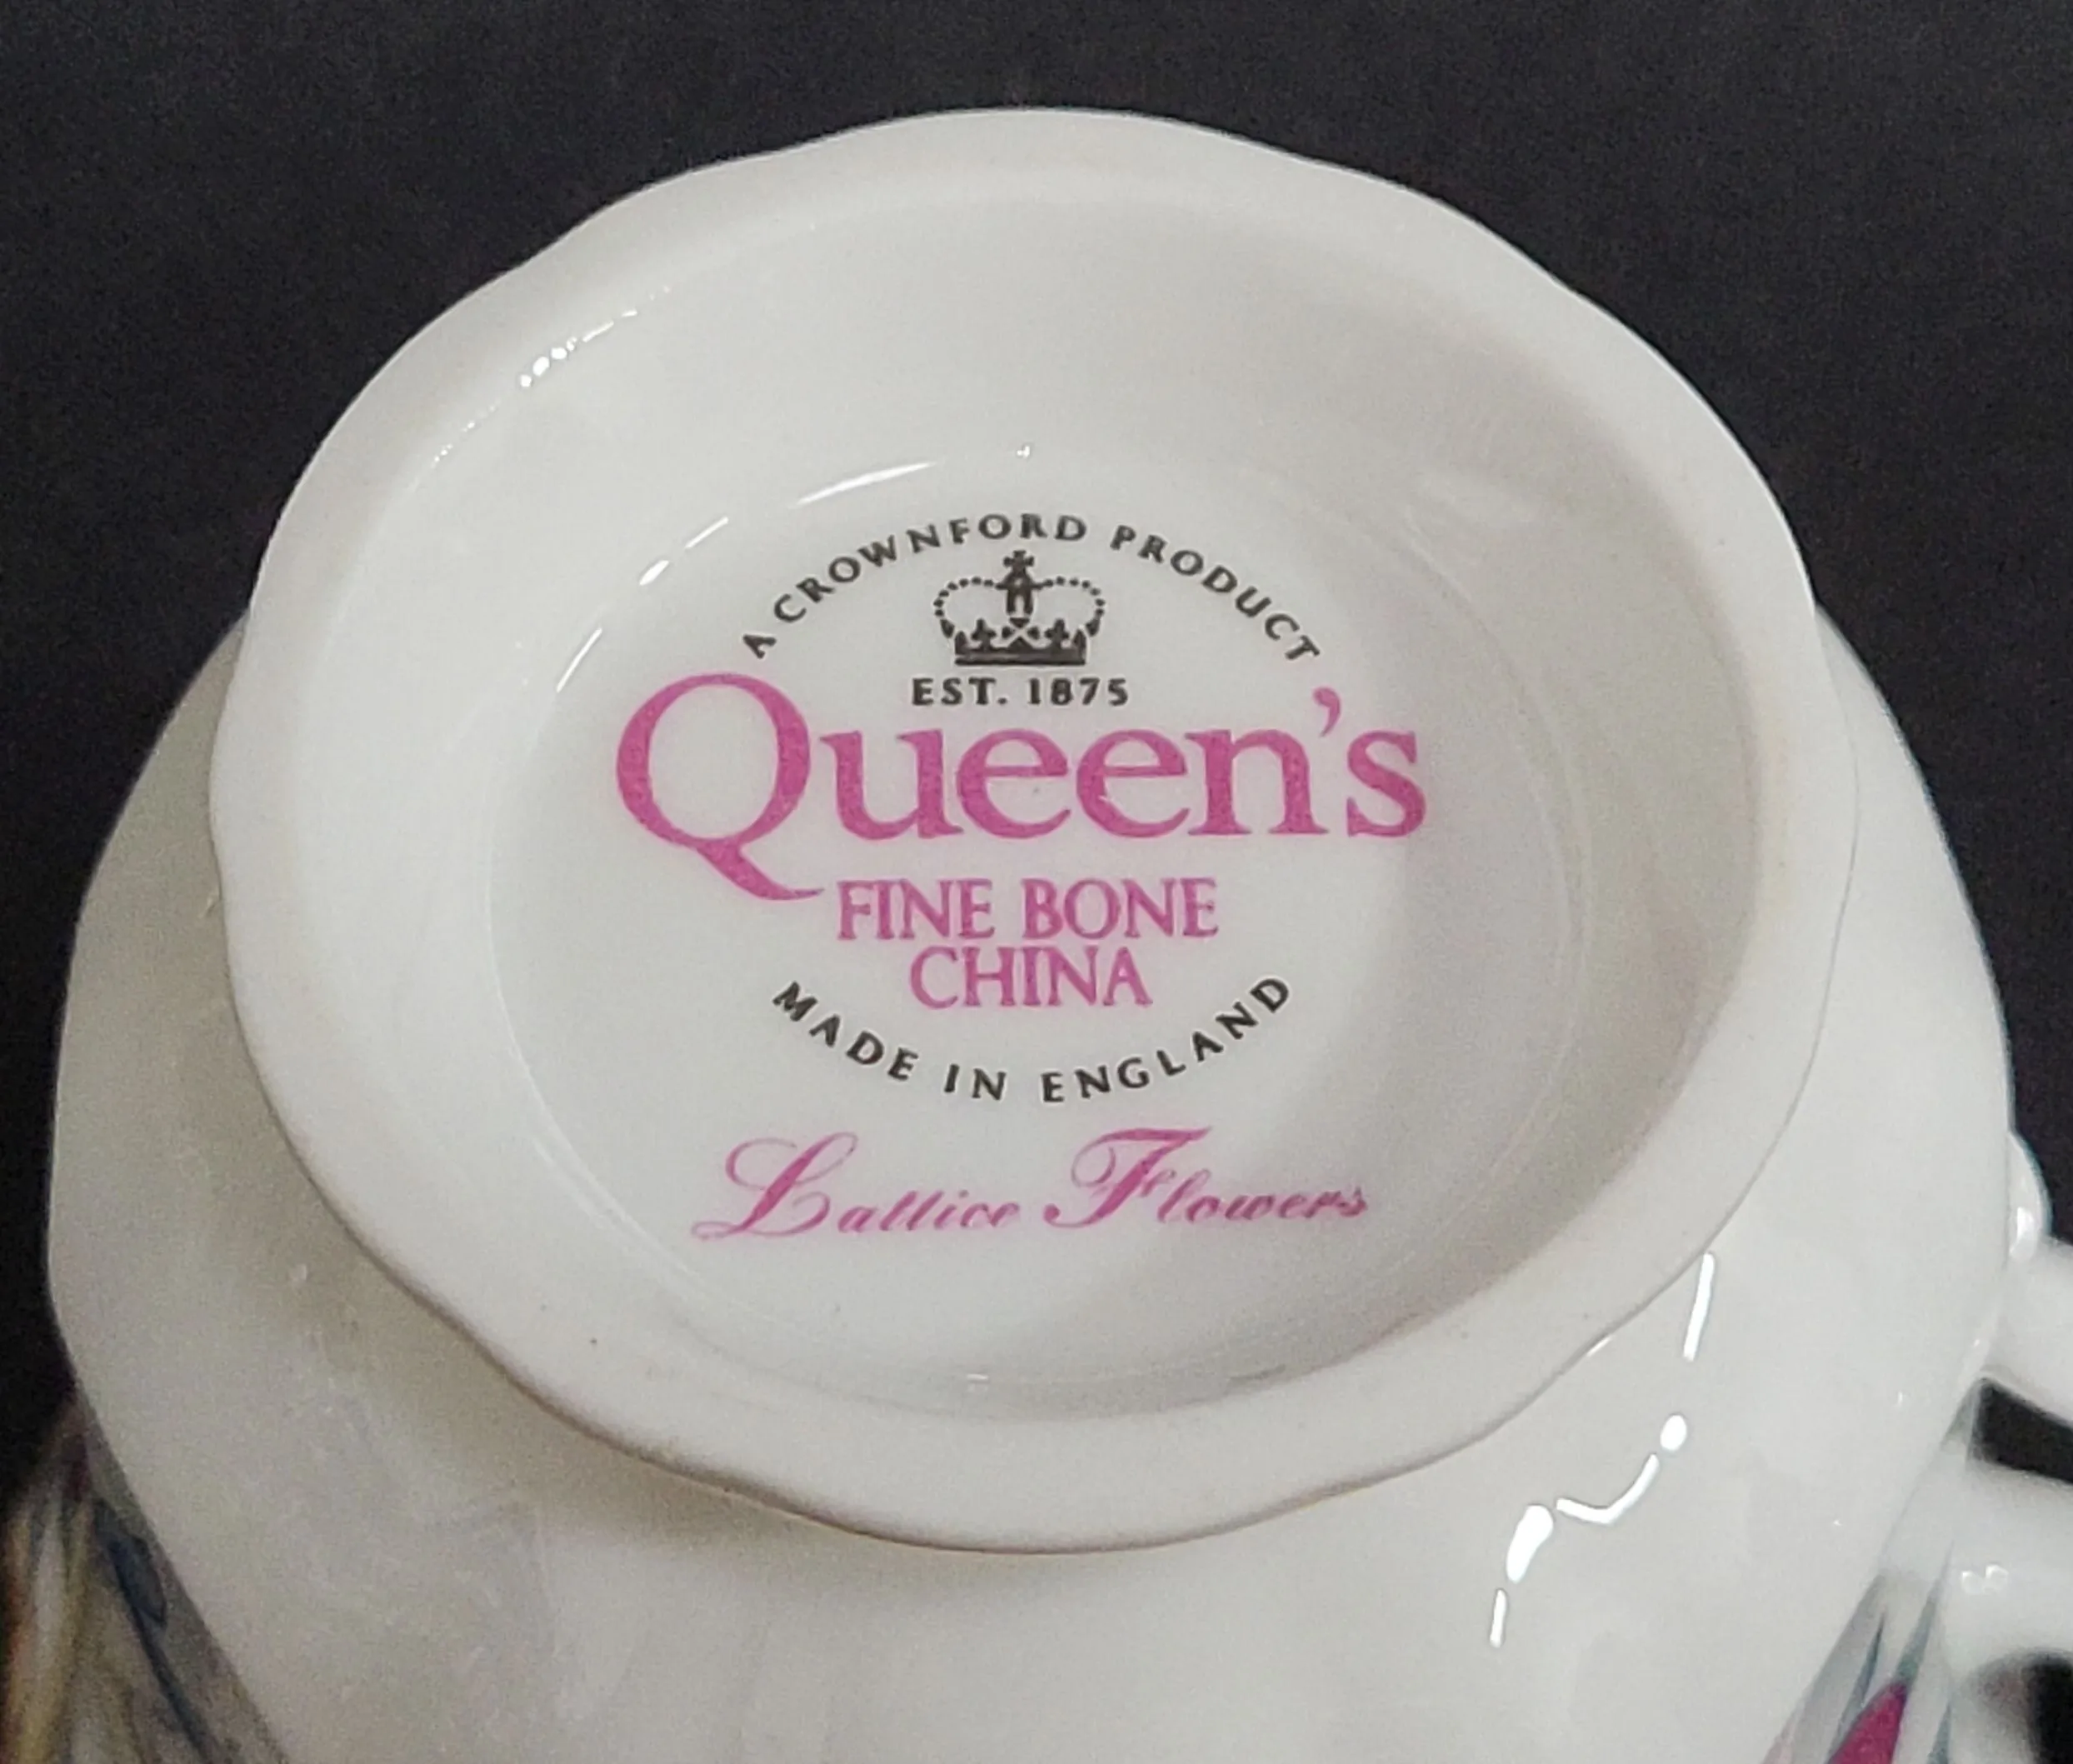 A CROWNFORD PRODUCT
EST. 1875
Queen's
FINE BONE
CHINA
MADE IN ENGLAND
Lattice Flowers